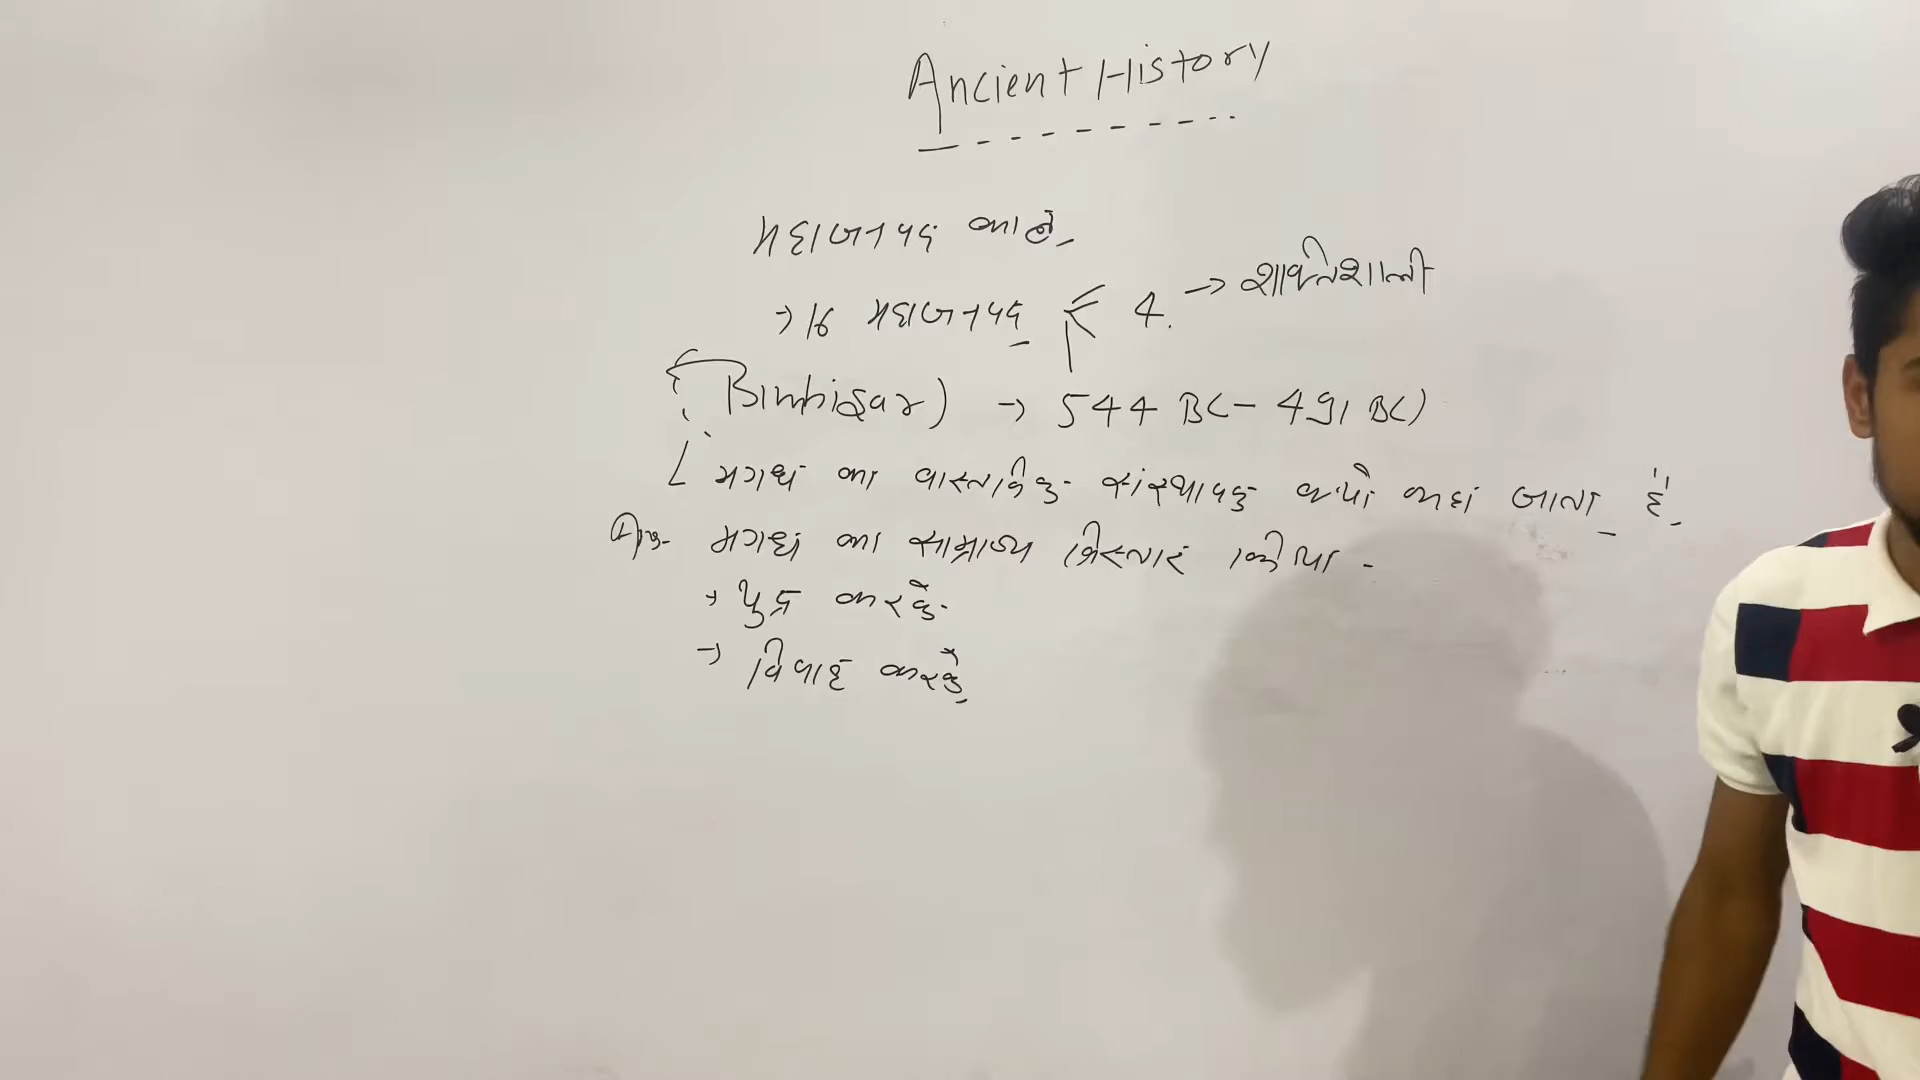 Ancient History
महाजनपद काल
→ 16 महाजनपद 4. → शक्तिशाली
Bimbisar) → 544 BC - 491 BC)
मगध का वास्तविक संस्थापक क्यों कहा जाता है
मगध का साम्राज्य विस्तार किया -
→ युद्ध करके
→ विवाह करके